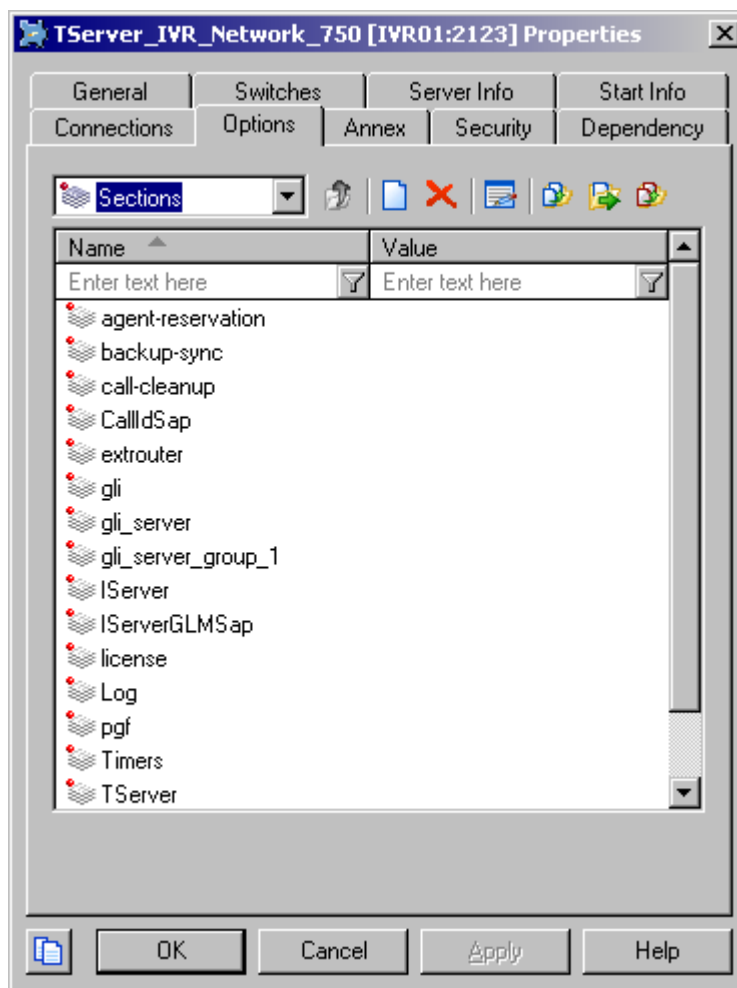 TServer_IVR_Network_750 [IVR01:2123] Properties
General Switches Server Info Start Info
Connections Options Annex Security Dependency
Sections
Name Value
Enter text here Enter text here
agent-reservation
backup-sync
call-cleanup
CallIdSap
extrouter
gli
gli_server
gli_server_group_1
IServer
IServerGLMSap
license
Log
pgf
Timers
TServer
OK Cancel Apply Help